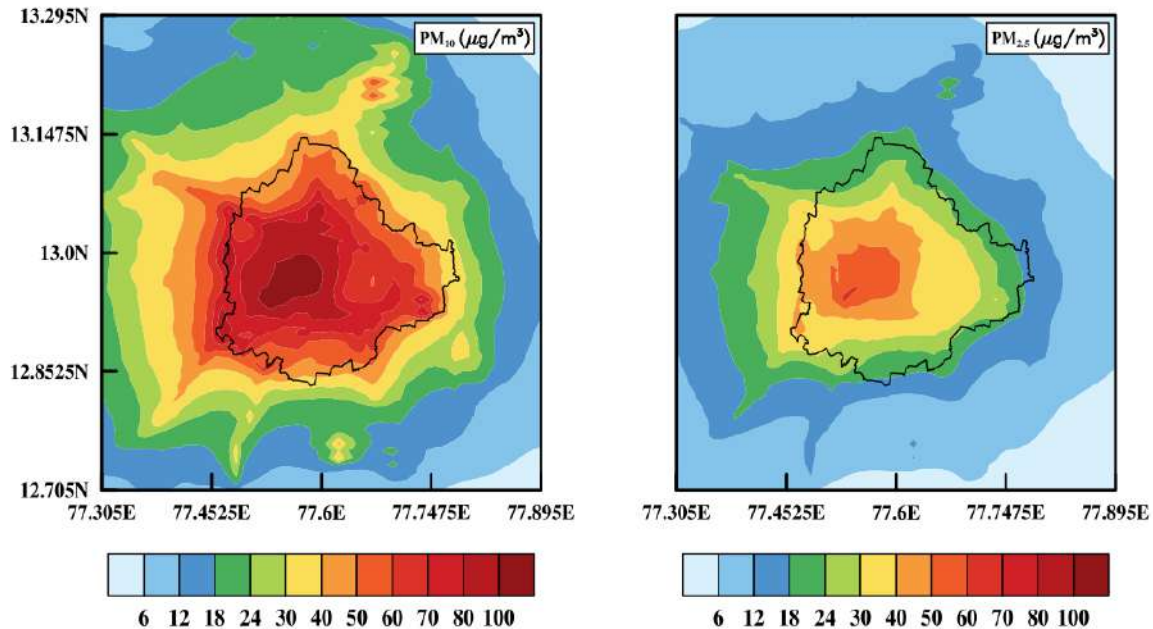 13.295N
PM₁₀ (μg/m³)
13.1475N
13.0N
12.8525N
12.705N
77.305E 77.4525E 77.6E 77.7475E 77.895E
6 12 18 24 30 40 50 60 70 80 100
PM₂.₅ (μg/m³)
77.305E 77.4525E 77.6E 77.7475E 77.895E
6 12 18 24 30 40 50 60 70 80 100